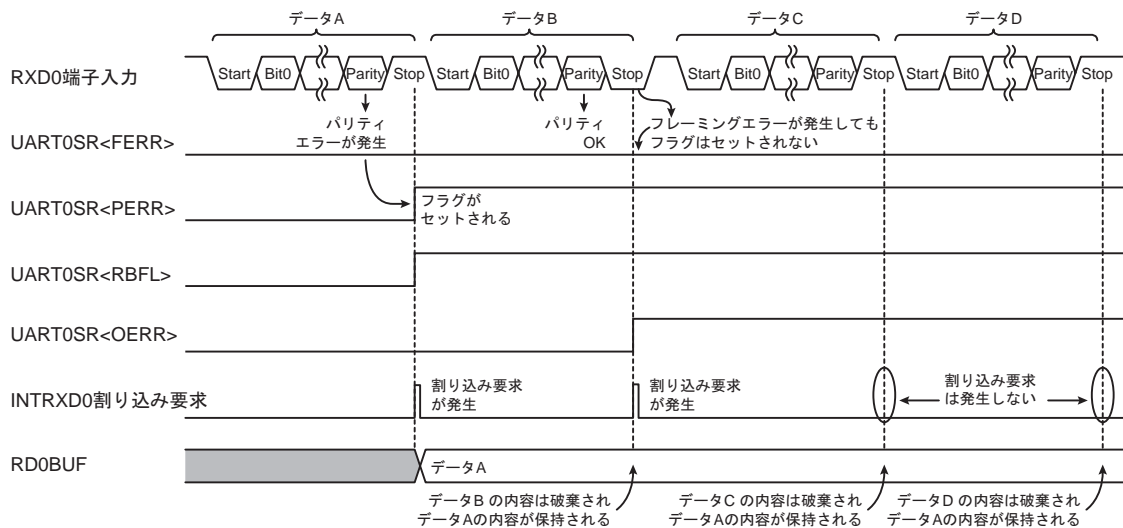 データA
データB
データC
データD
RXD0端子入力
Start Bit0 Parity Stop Start Bit0 Parity Stop Start Bit0 Parity Stop Start Bit0 Parity Stop
パリティ
エラーが発生
パリティ
OK
フレーミングエラーが発生しても
フラグはセットされない
UART0SR<FERR>
UART0SR<PERR>
フラグが
セットされる
UART0SR<RBFL>
UART0SR<OERR>
INTRXD0割り込み要求
割り込み要求
が発生
割り込み要求
が発生
割り込み要求
は発生しない
RD0BUF
データA
データB の内容は破棄され
データAの内容が保持される
データC の内容は破棄され
データAの内容が保持される
データD の内容は破棄され
データAの内容が保持される